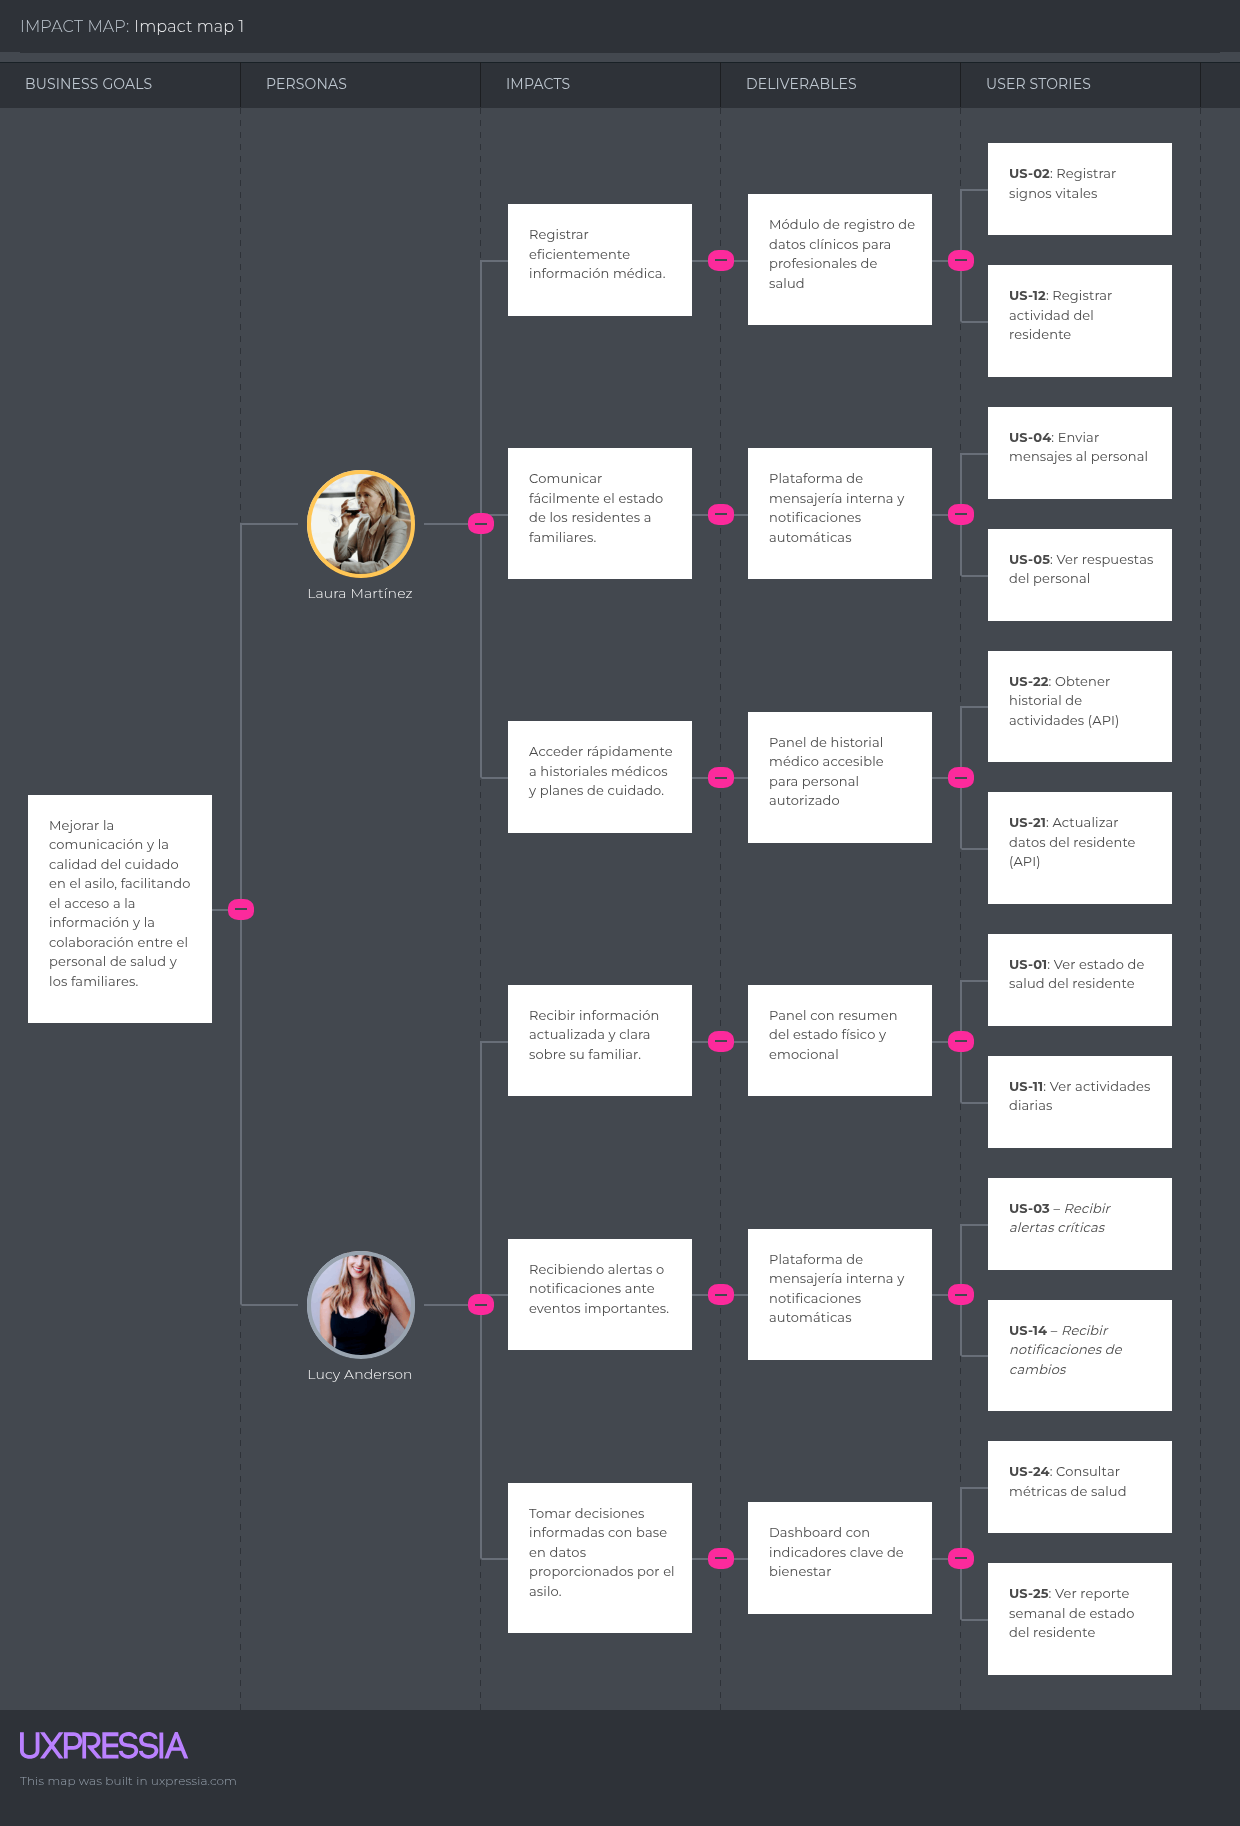 IMPACT MAP: Impact map 1
BUSINESS GOALS
PERSONAS
IMPACTS
DELIVERABLES
USER STORIES
Mejorar la
comunicación y la
calidad del cuidado
en el asilo, facilitando
el acceso a la
información y la
colaboración entre el
personal de salud y
los familiares.
Laura Martínez
Registrar
eficientemente
información médica.
Módulo de registro de
datos clínicos para
profesionales de
salud
US-02: Registrar
signos vitales
US-12: Registrar
actividad del
residente
Comunicar
fácilmente el estado
de los residentes a
familiares.
Plataforma de
mensajería interna y
notificaciones
automáticas
US-04: Enviar
mensajes al personal
US-05: Ver respuestas
del personal
Acceder rápidamente
a historiales médicos
y planes de cuidado.
Panel de historial
médico accesible
para personal
autorizado
US-22: Obtener
historial de
actividades (API)
US-21: Actualizar
datos del residente
(API)
Lucy Anderson
Recibir información
actualizada y clara
sobre su familiar.
Panel con resumen
del estado físico y
emocional
US-01: Ver estado de
salud del residente
US-11: Ver actividades
diarias
Recibiendo alertas o
notificaciones ante
eventos importantes.
Plataforma de
mensajería interna y
notificaciones
automáticas
US-03 – Recibir
alertas críticas
US-14 – Recibir
notificaciones de
cambios
Tomar decisiones
informadas con base
en datos
proporcionados por el
asilo.
Dashboard con
indicadores clave de
bienestar
US-24: Consultar
métricas de salud
US-25: Ver reporte
semanal de estado
del residente
UXPRESSIA
This map was built in uxpressia.com